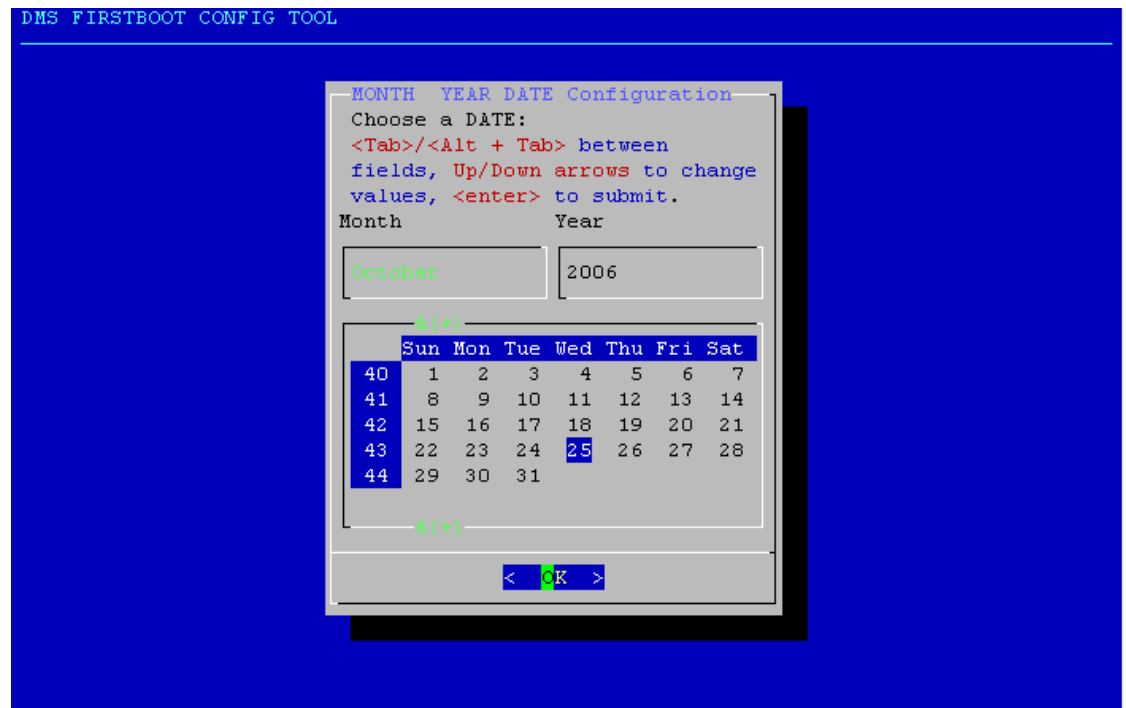 DMS FIRSTBOOT CONFIG TOOL
MONTH YEAR DATE Configuration
Choose a DATE:
<Tab>/<Alt + Tab> between
fields, Up/Down arrows to change
values, <enter> to submit.
Month Year
October 2006
&(+)
Sun Mon Tue Wed Thu Fri Sat
40 1 2 3 4 5 6 7
41 8 9 10 11 12 13 14
42 15 16 17 18 19 20 21
43 22 23 24 25 26 27 28
44 29 30 31
&(+)
< OK >